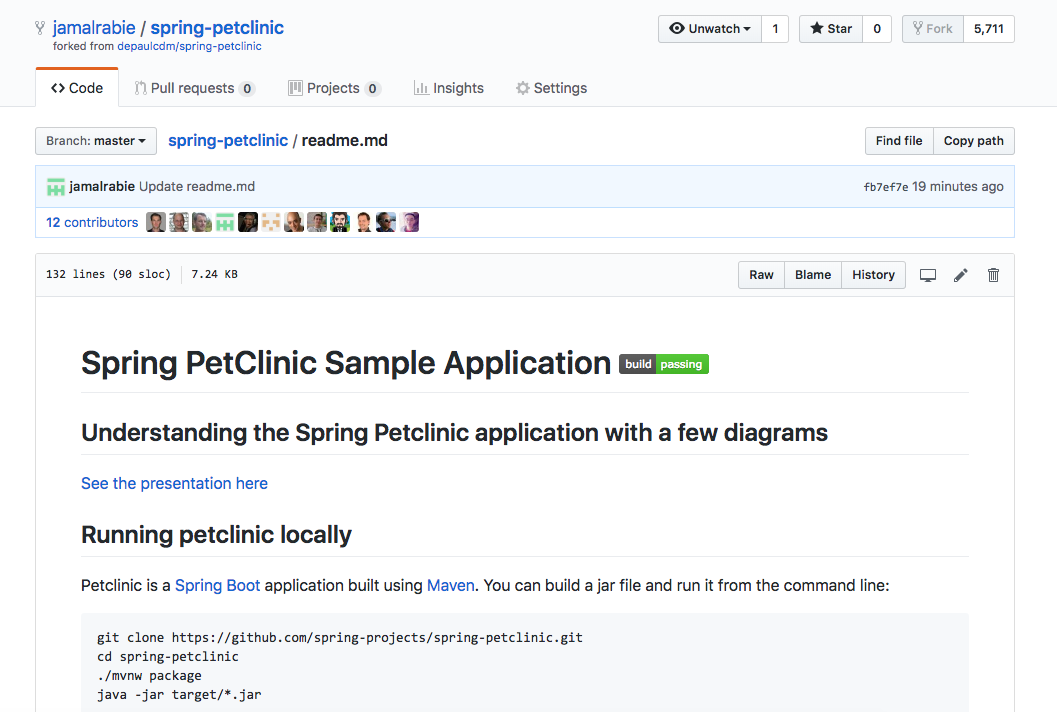 jamalrabie / spring-petclinic
forked from depaulcdm/spring-petclinic
Unwatch 1 Star 0 Fork 5,711
Code Pull requests 0 Projects 0 Insights Settings
Branch: master spring-petclinic / readme.md Find file Copy path
jamalrabie Update readme.md fb7ef7e 19 minutes ago
12 contributors
132 lines (90 sloc) 7.24 KB Raw Blame History
Spring PetClinic Sample Application build passing
Understanding the Spring Petclinic application with a few diagrams
See the presentation here
Running petclinic locally
Petclinic is a Spring Boot application built using Maven. You can build a jar file and run it from the command line:
git clone https://github.com/spring-projects/spring-petclinic.git
cd spring-petclinic
./mvnw package
java -jar target/*.jar